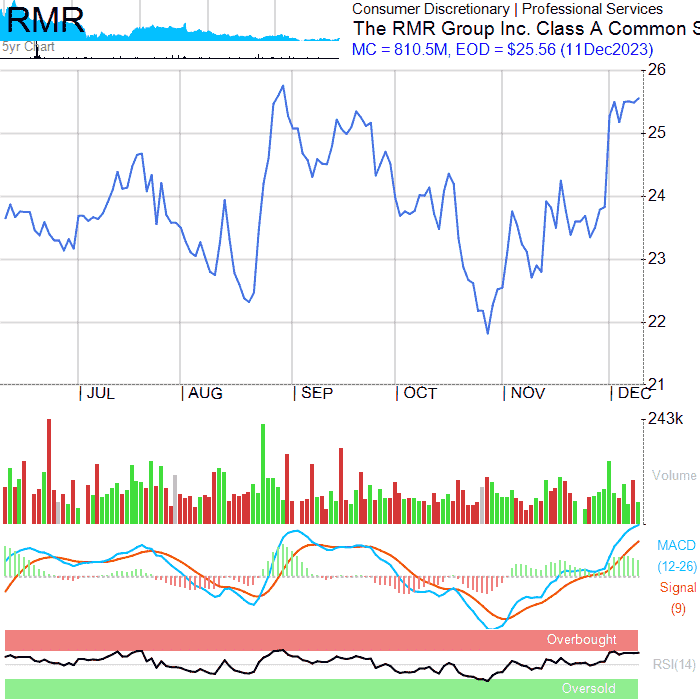 RMR
5yr Chart
Consumer Discretionary | Professional Services
The RMR Group Inc. Class A Common S
MC = 810.5M, EOD = $25.56 (11Dec2023)
26
25
24
23
22
21
| JUL | AUG | SEP | OCT | NOV | DEC
243k
Volume
MACD
(12-26)
Signal
(9)
Overbought
RSI(14)
Oversold